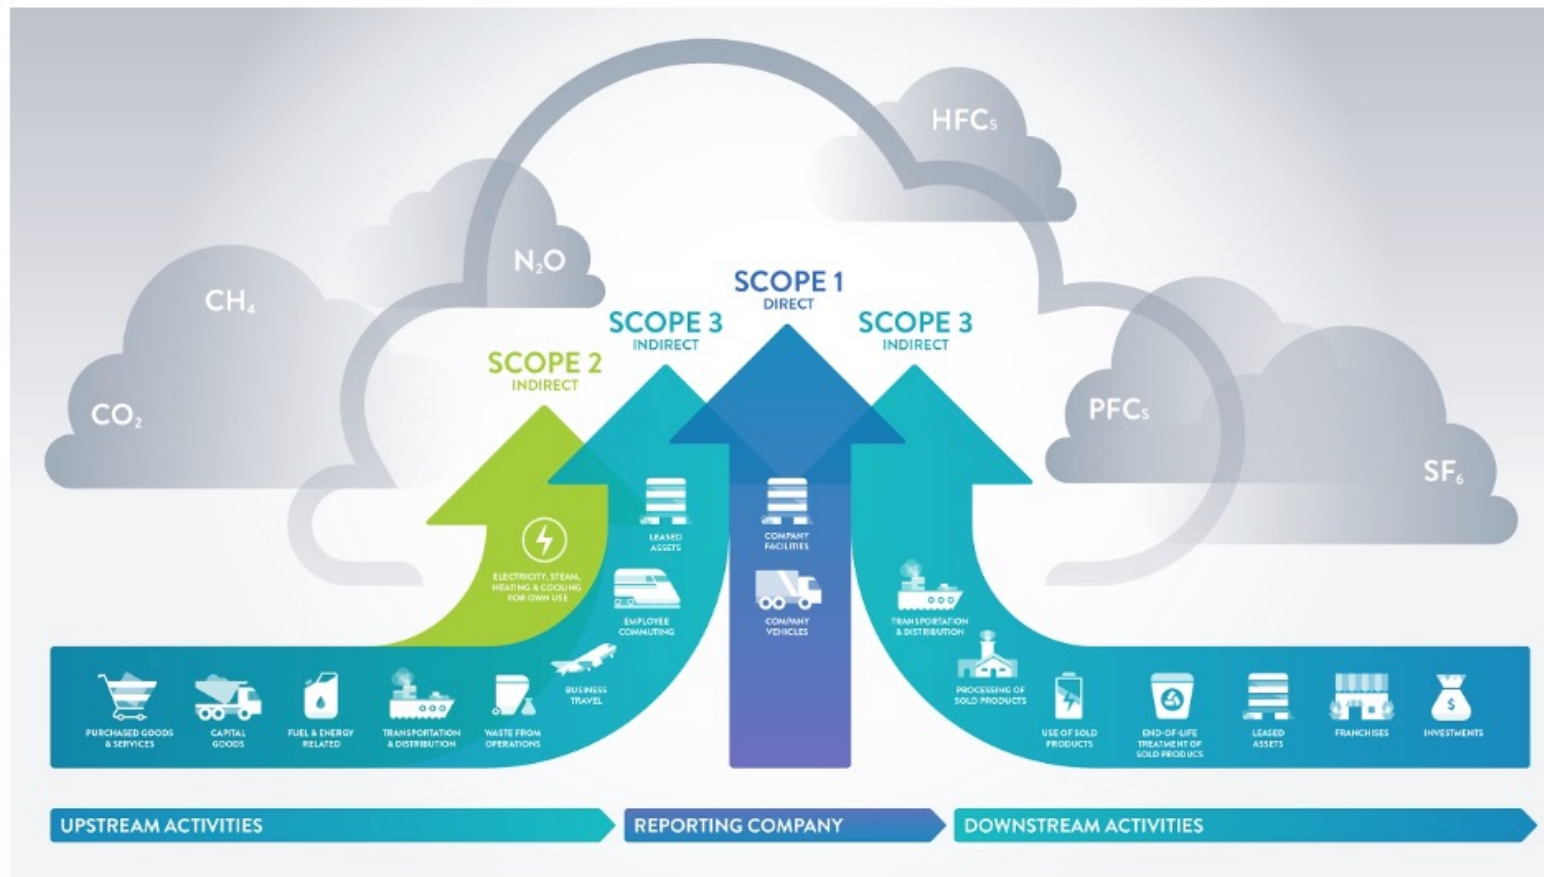 HFCs
N₂O
CH₄
CO₂
PFCs
SF₆
SCOPE 2
INDIRECT
SCOPE 3
INDIRECT
SCOPE 1
DIRECT
SCOPE 3
INDIRECT
ELECTRICITY, STEAM,
HEATING & COOLING
FOR OWN USE
LEASED
ASSETS
EMPLOYEE
COMMUTING
BUSINESS
TRAVEL
PURCHASED GOODS
& SERVICES
CAPITAL
GOODS
FUEL & ENERGY
RELATED
TRANSPORTATION
& DISTRIBUTION
WASTE FROM
OPERATIONS
COMPANY
FACILITIES
COMPANY
VEHICLES
TRANSPORTATION
& DISTRIBUTION
PROCESSING OF
SOLD PRODUCTS
USE OF SOLD
PRODUCTS
END-OF-LIFE
TREATMENT OF
SOLD PRODUCS
LEASED
ASSETS
FRANCHISES
$
INVESTMENTS
UPSTREAM ACTIVITIES
REPORTING COMPANY
DOWNSTREAM ACTIVITIES